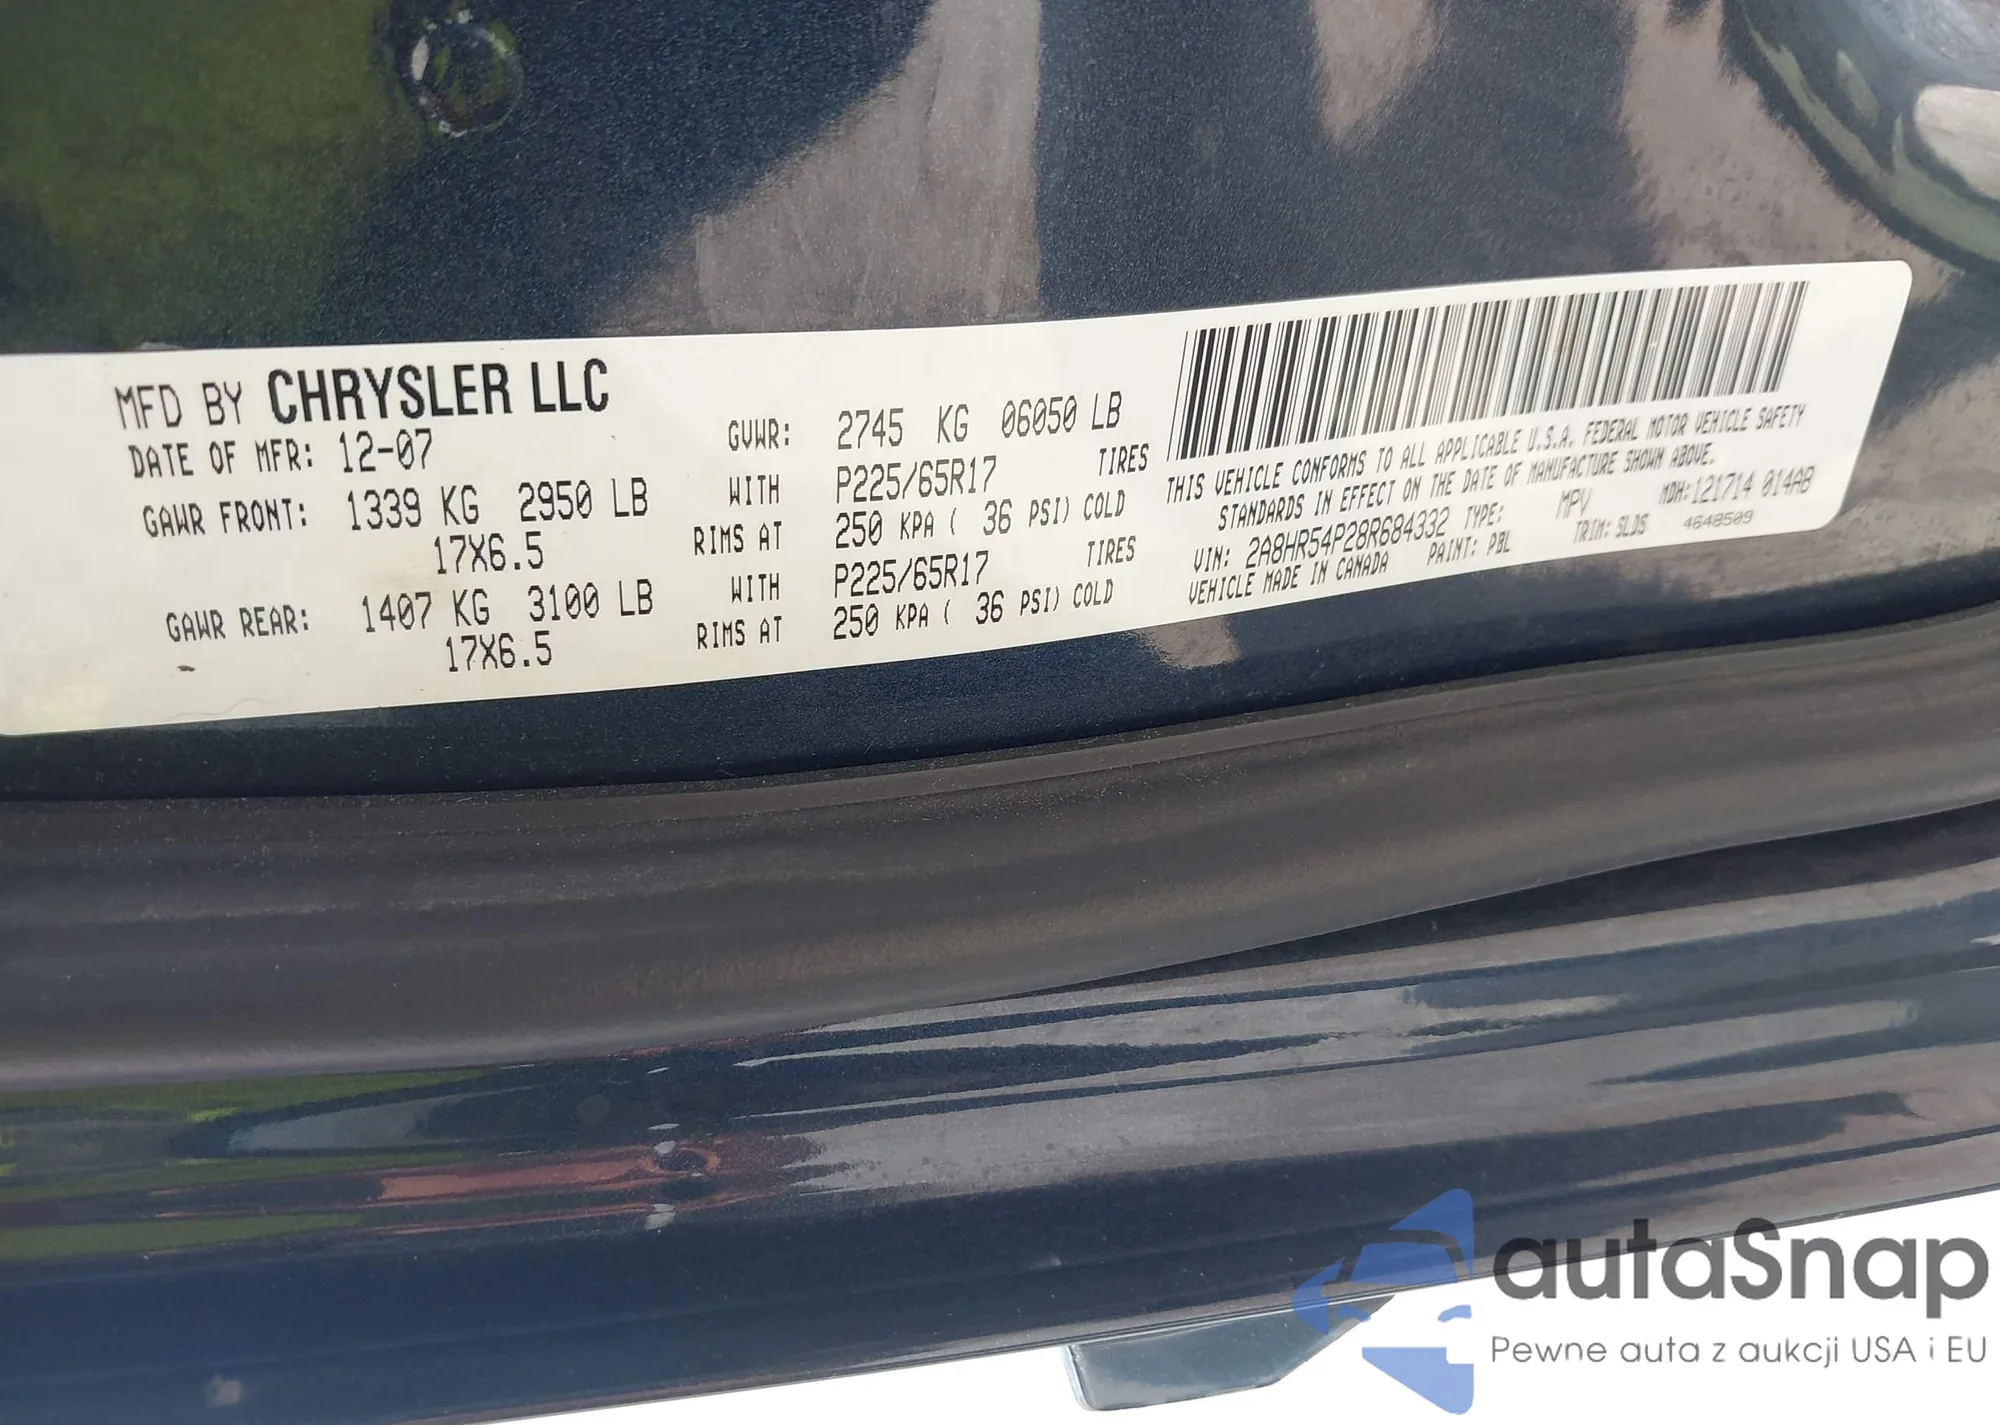 MFD BY CHRYSLER LLC
DATE OF MFR: 12-07
GVWR: 2745 KG 06050 LB
GAWR FRONT: 1339 KG 2950 LB WITH P225/65R17 TIRES
17X6.5 RIMS AT 250 KPA ( 36 PSI) COLD
GAWR REAR: 1407 KG 3100 LB WITH P225/65R17 TIRES
17X6.5 RIMS AT 250 KPA ( 36 PSI) COLD
THIS VEHICLE CONFORMS TO ALL APPLICABLE U.S.A. FEDERAL MOTOR VEHICLE SAFETY
STANDARDS IN EFFECT ON THE DATE OF MANUFACTURE SHOWN ABOVE.
VIN: 2A8HR54P28R684332 TYPE: MPV MDH:121714 014AB
VEHICLE MADE IN CANADA PAINT: PBL TRIM: SLD5 4648509
autaSnap
Pewne auta z aukcji USA i EU